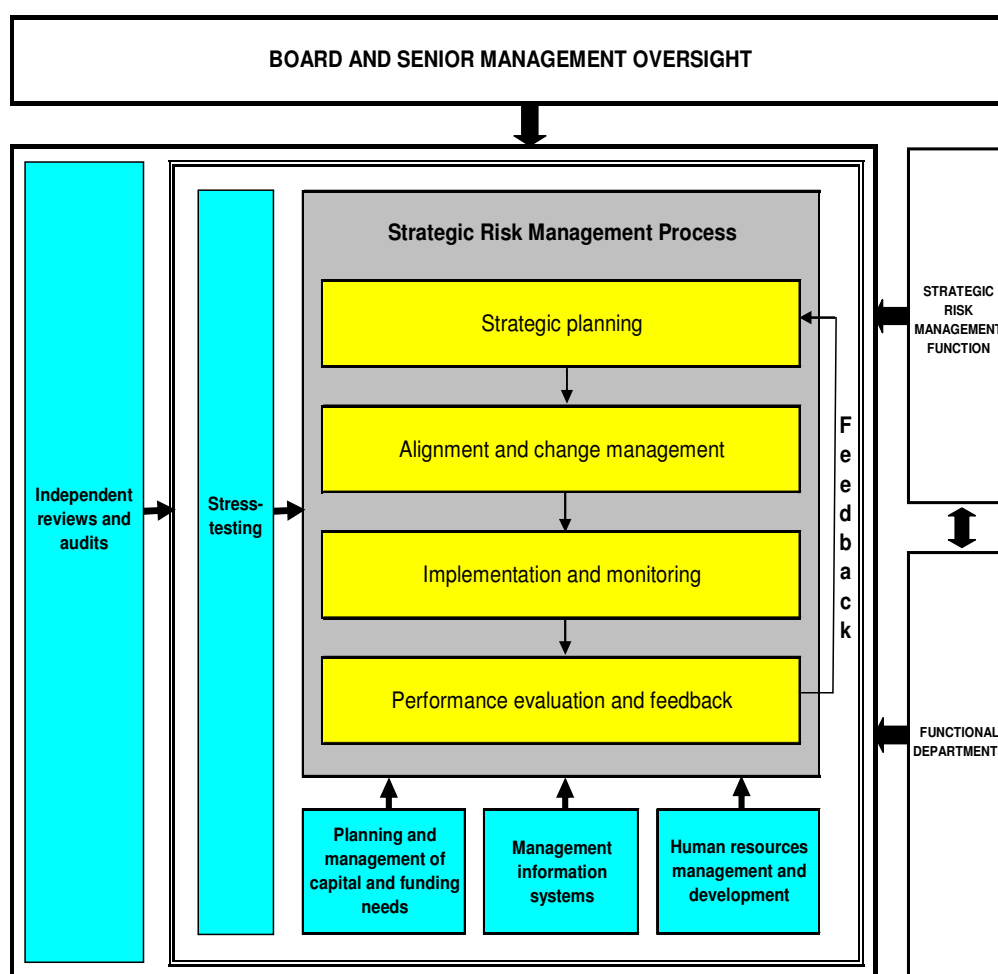 BOARD AND SENIOR MANAGEMENT OVERSIGHT
Strategic Risk Management Process
Strategic planning
Alignment and change management
Implementation and monitoring
Performance evaluation and feedback
Feedback
Independent
reviews and
audits
Stress-
testing
Planning and
management of
capital and funding
needs
Management
information
systems
Human resources
management and
development
STRATEGIC
RISK
MANAGEMENT
FUNCTION
FUNCTIONAL
DEPARTMENT